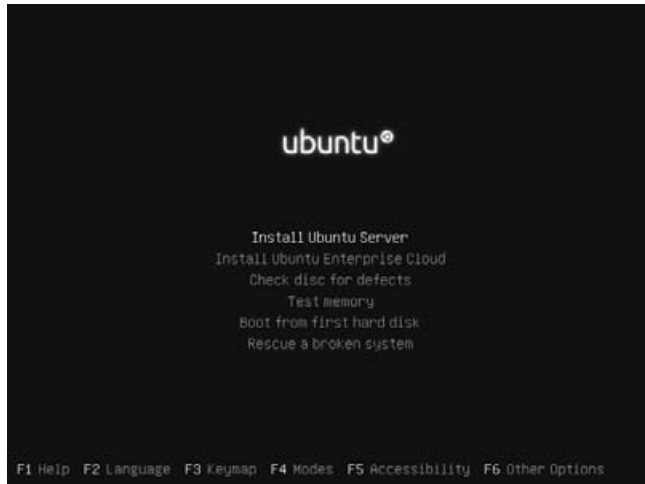 ubuntu
Install Ubuntu Server
Install Ubuntu Enterprise Cloud
Check disc for defects
Test memory
Boot from first hard disk
Rescue a broken system
F1 Help F2 Language F3 Keymap F4 Modes F5 Accessibility F6 Other Options